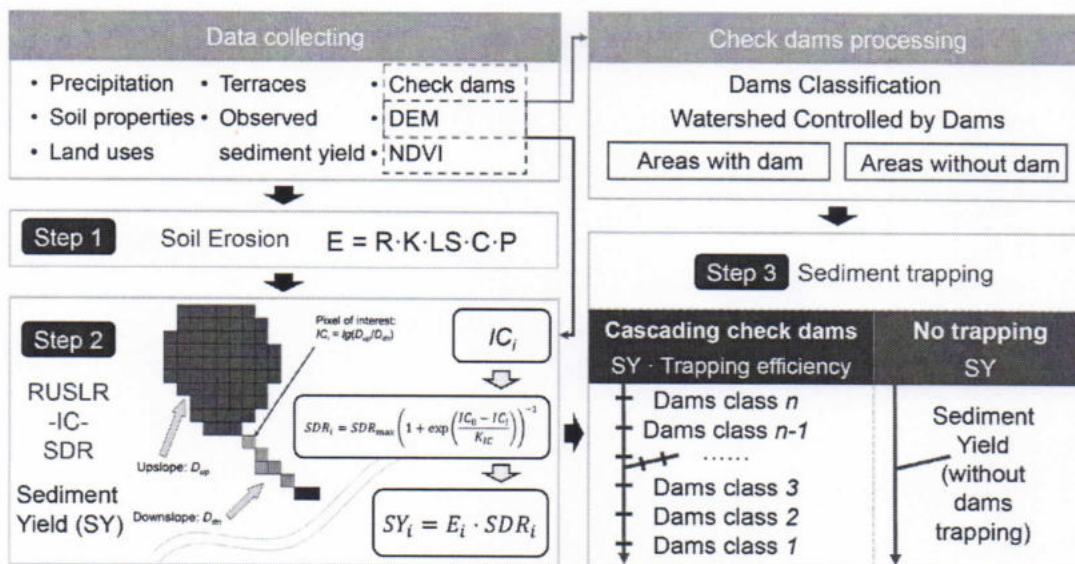 Data collecting
• Precipitation
• Soil properties
• Land uses
• Terraces
• Observed
sediment yield
• Check dams
• DEM
• NDVI
Step 1
Soil Erosion
E = R·K·LS·C·P
Step 2
RUSLR
-IC-
SDR
Sediment
Yield (SY)
Pixel of interest:
IC_i = lg(D_up/D_dn)
Upslope: D_up
Downslope: D_dn
IC_i
SDR_i = SDR_max (1 + exp((IC_0 − IC_i)/K_IC))^−1
SY_i = E_i · SDR_i
Check dams processing
Dams Classification
Watershed Controlled by Dams
Areas with dam
Areas without dam
Step 3
Sediment trapping
Cascading check dams
SY · Trapping efficiency
Dams class n
Dams class n-1
......
Dams class 3
Dams class 2
Dams class 1
No trapping
SY
Sediment
Yield
(without
dams
trapping)